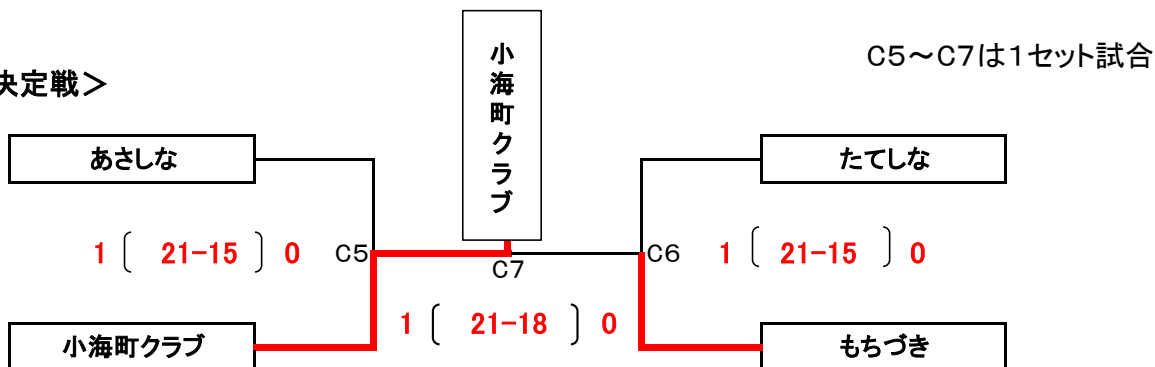 小海町クラブ
C5～C7は1セット試合
決定戦＞
あさしな
たてしな
1 〔 21-15 〕 0
C5
C6
1 〔 21-15 〕 0
C7
1 〔 21-18 〕 0
小海町クラブ
もちづき